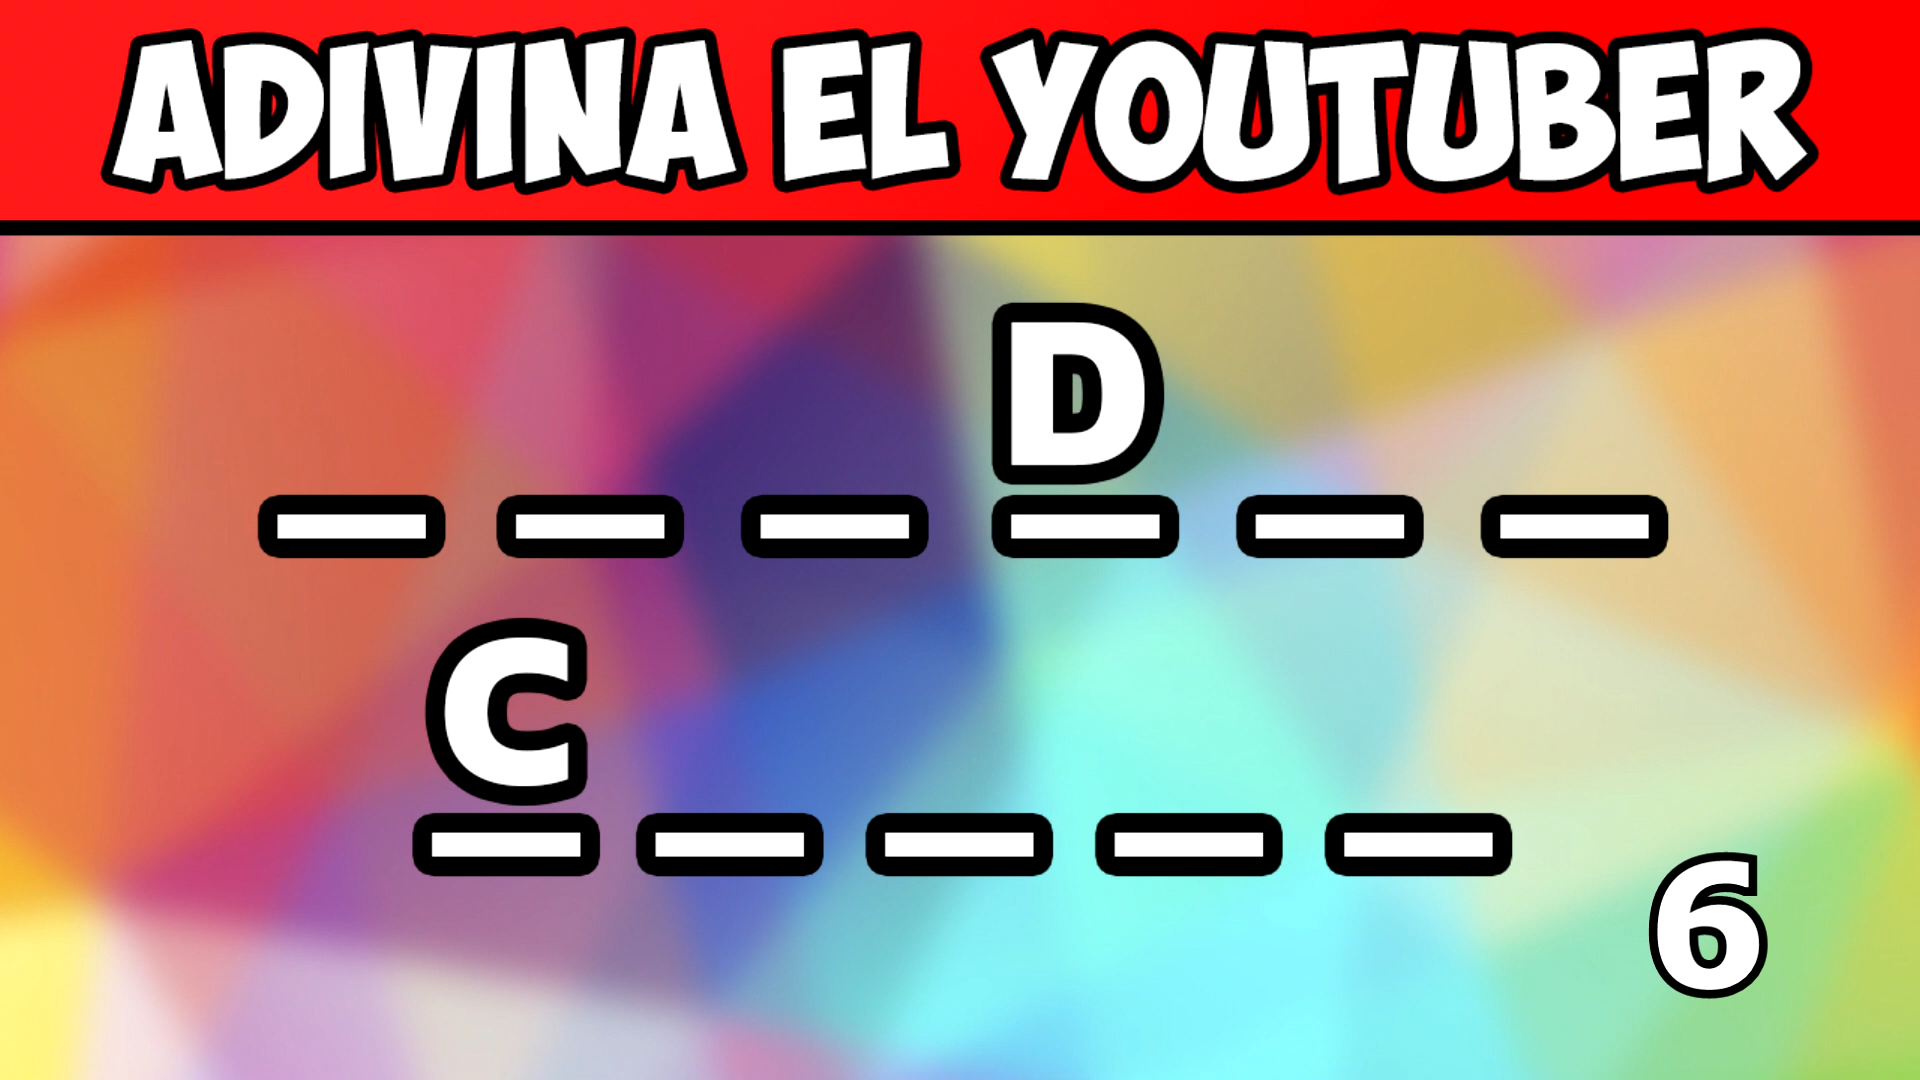 ADIVINA EL YOUTUBER
_ _ _ D _ _
C _ _ _ _
6